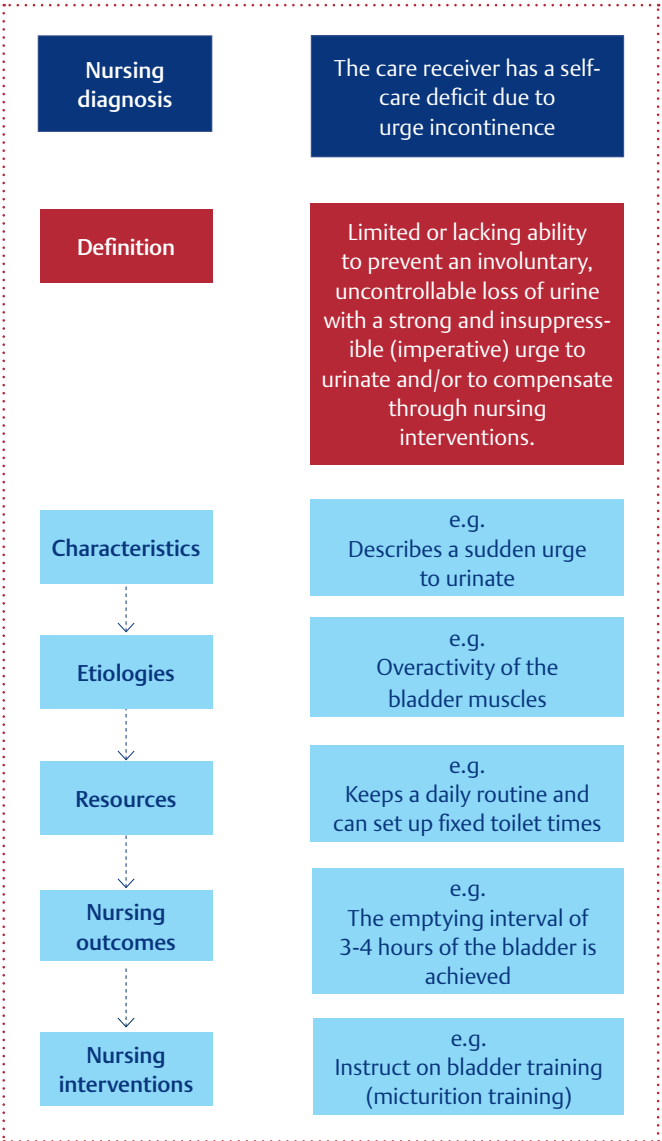 Nursing
diagnosis
The care receiver has a self-
care deficit due to
urge incontinence
Definition
Limited or lacking ability
to prevent an involuntary,
uncontrollable loss of urine
with a strong and insuppress-
ible (imperative) urge to
urinate and/or to compensate
through nursing
interventions.
Characteristics
e.g.
Describes a sudden urge
to urinate
Etiologies
e.g.
Overactivity of the
bladder muscles
Resources
e.g.
Keeps a daily routine and
can set up fixed toilet times
Nursing
outcomes
e.g.
The emptying interval of
3-4 hours of the bladder is
achieved
Nursing
interventions
e.g.
Instruct on bladder training
(micturition training)